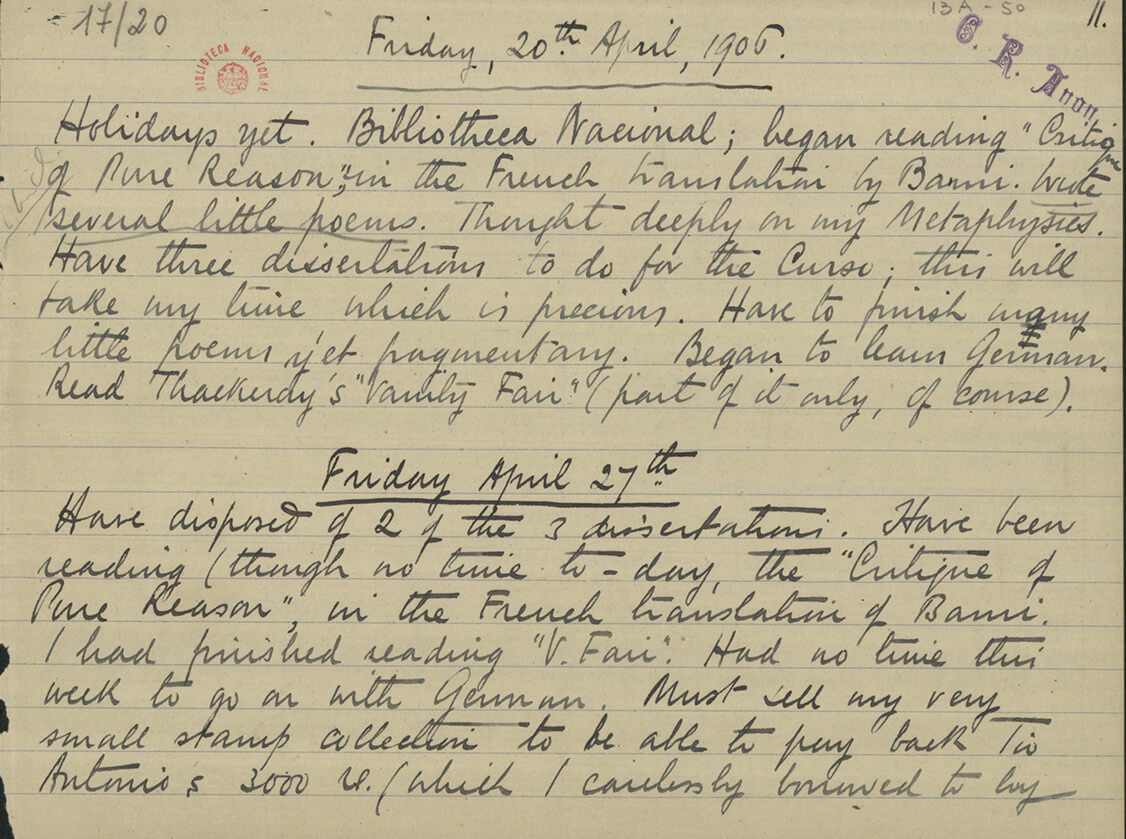 17/20
13A-50
11.
C. R. Anon
BIBLIOTECA NACIONAL
Friday, 20th April, 1906.
Holidays yet. Bibliotheca Nacional; began reading "Critique
of Pure Reason", in the French translation by Barni. Wrote
several little poems. Thought deeply on my Metaphysics.
Have three dissertations to do for the Curso; this will
take my time which is precious. Have to finish many
little poems yet fragmentary. Began to learn German.
Read Thackeray's "Vanity Fair" (part of it only, of course).
Friday April 27th
Have disposed of 2 of the 3 dissertations. Have been
reading (though no time to-day, the "Critique of
Pure Reason", in the French translation of Barni.
I had finished reading "V. Fair". Had no time this
week to go on with German. Must sell my very
small stamp collection to be able to pay back Tio
Antonio's 3000 rs. (which I carelessly borrowed to buy